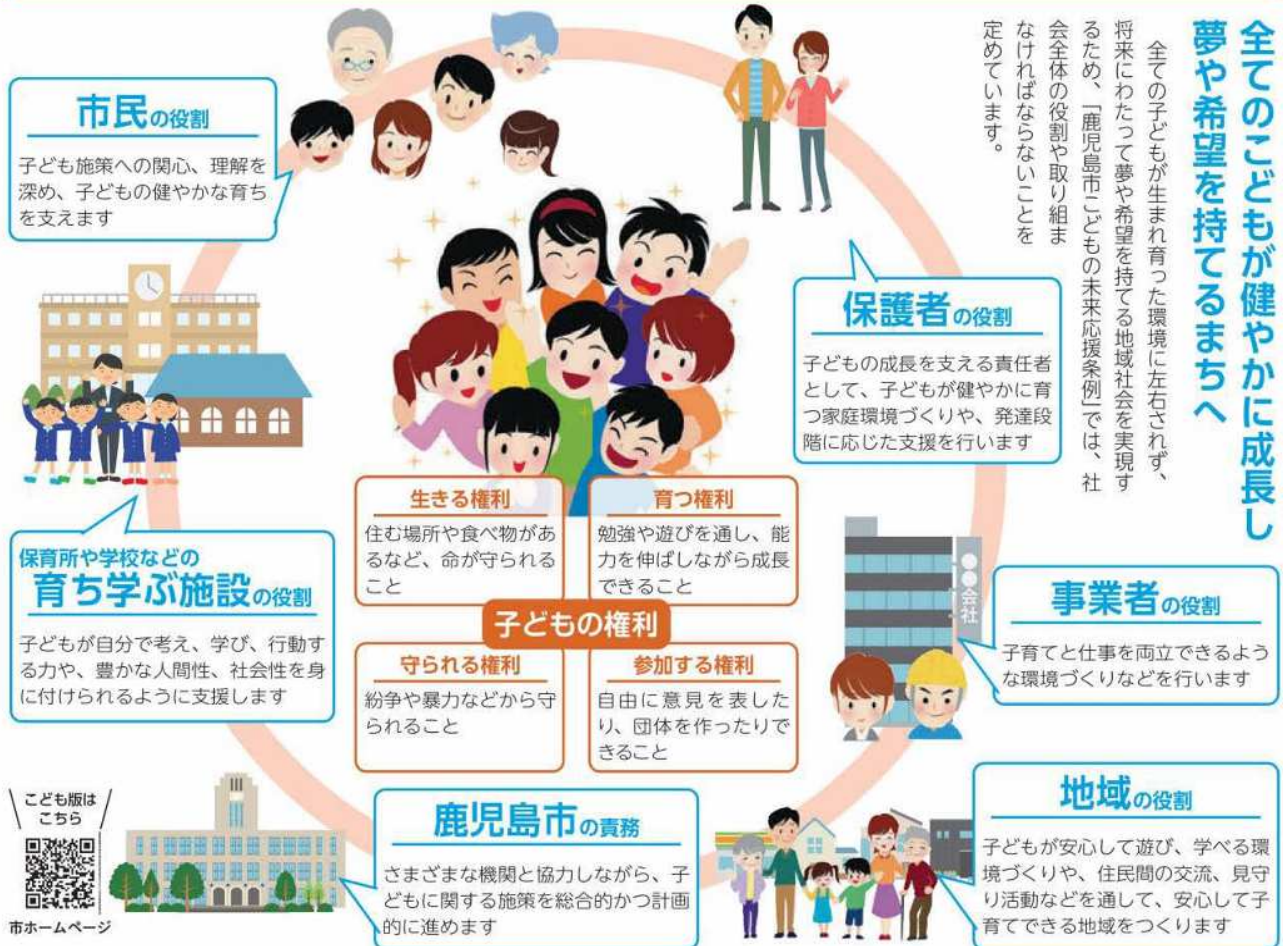 全てのこどもが健やかに成長し
夢や希望を持てるまちへ
全ての子どもが生まれ育った環境に左右されず、
将来にわたって夢や希望を持てる地域社会を実現す
るため、「鹿児島市こどもの未来応援条例」では、社
会全体の役割や取り組ま
なければならないことを
定めています。
市民の役割
子ども施策への関心、理解を
深め、子どもの健やかな育ち
を支えます
保護者の役割
子どもの成長を支える責任者
として、子どもが健やかに育
つ家庭環境づくりや、発達段
階に応じた支援を行います
保育所や学校などの
育ち学ぶ施設の役割
子どもが自分で考え、学び、行動す
る力や、豊かな人間性、社会性を身
に付けられるように支援します
生きる権利
住む場所や食べ物があ
るなど、命が守られる
こと
育つ権利
勉強や遊びを通し、能
力を伸ばしながら成長
できること
子どもの権利
守られる権利
紛争や暴力などから守
られること
参加する権利
自由に意見を表した
り、団体を作ったりで
きること
●●会社
事業者の役割
子育てと仕事を両立できるよう
な環境づくりなどを行います
こども版は
こちら
市ホームページ
鹿児島市の責務
さまざまな機関と協力しながら、子
どもに関する施策を総合的かつ計画
的に進めます
地域の役割
子どもが安心して遊び、学べる環
境づくりや、住民間の交流、見守
り活動などを通して、安心して子
育てできる地域をつくります